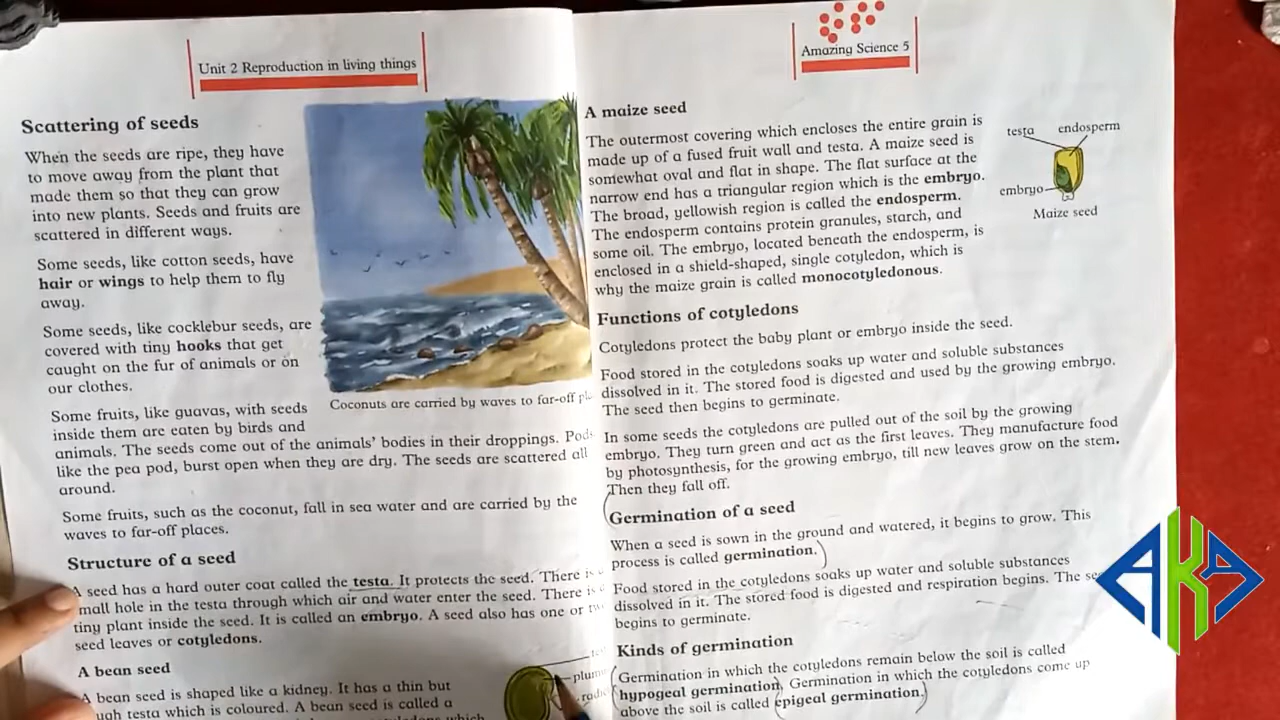 Unit 2 Reproduction in living things
Scattering of seeds
When the seeds are ripe, they have
to move away from the plant that
made them so that they can grow
into new plants. Seeds and fruits are
scattered in different ways.
Some seeds, like cotton seeds, have
hair or wings to help them to fly
away.
Some seeds, like cocklebur seeds, are
covered with tiny hooks that get
caught on the fur of animals or on
our clothes.
Coconuts are carried by waves to far-off
Some fruits, like guavas, with seeds
inside them are eaten by birds and
animals. The seeds come out of the animals' bodies in their droppings. Pods
like the pea pod, burst open when they are dry. The seeds are scattered all
around.
Some fruits, such as the coconut, fall in sea water and are carried by the
waves to far-off places.
Structure of a seed
A seed has a hard outer coat called the testa. It protects the seed. There is
small hole in the testa through which air and water enter the seed. There is
tiny plant inside the seed. It is called an embryo. A seed also has one or
seed leaves or cotyledons.
A bean seed
A bean seed is shaped like a kidney. It has a thin but
testa which is coloured. A bean seed is called a
which
Amazing Science 5
A maize seed
The outermost covering which encloses the entire grain is
made up of a fused fruit wall and testa. A maize seed is
somewhat oval and flat in shape. The flat surface at the
narrow end has a triangular region which is the embryo.
The broad, yellowish region is called the endosperm.
The endosperm contains protein granules, starch, and
some oil. The embryo, located beneath the endosperm, is
enclosed in a shield-shaped, single cotyledon, which is
why the maize grain is called monocotyledonous.
testa endosperm
embryo
Maize seed
Functions of cotyledons
Cotyledons protect the baby plant or embryo inside the seed.
Food stored in the cotyledons soaks up water and soluble substances
dissolved in it. The stored food is digested and used by the growing embryo.
The seed then begins to germinate.
In some seeds the cotyledons are pulled out of the soil by the growing
embryo. They turn green and act as the first leaves. They manufacture food
by photosynthesis, for the growing embryo, till new leaves grow on the stem.
Then they fall off.
Germination of a seed
When a seed is sown in the ground and watered, it begins to grow. This
process is called germination.
Food stored in the cotyledons soaks up water and soluble substances
dissolved in it. The stored food is digested and respiration begins. The
begins to germinate.
Kinds of germination
Germination in which the cotyledons remain below the soil is called
hypogeal germination. Germination in which the cotyledons come up
above the soil is called epigeal germination.
AKA